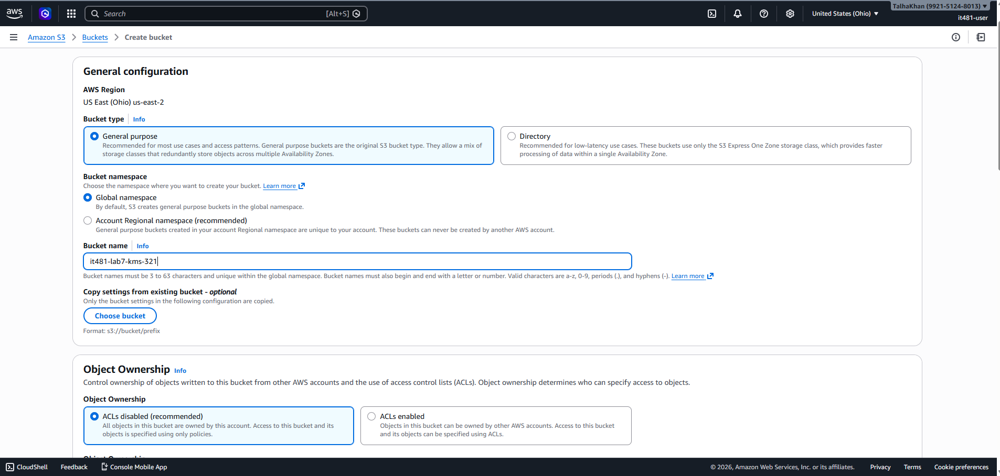 aws
Search
[Alt+S]
United States (Ohio)
TalhaKhan (9921-5124-8013)
it481-user
Amazon S3
Buckets
Create bucket
General configuration
AWS Region
US East (Ohio) us-east-2
Bucket type
Info
General purpose
Recommended for most use cases and access patterns. General purpose buckets are the original S3 bucket type. They allow a mix of
storage classes that redundantly store objects across multiple Availability Zones.
Directory
Recommended for low-latency use cases. These buckets use only the S3 Express One Zone storage class, which provides faster
processing of data within a single Availability Zone.
Bucket namespace
Choose the namespace where you want to create your bucket. Learn more
Global namespace
By default, S3 creates general purpose buckets in the global namespace.
Account Regional namespace (recommended)
General purpose buckets created in your account Regional namespace are unique to your account. These buckets can never be created by another AWS account.
Bucket name
Info
it481-lab7-kms-321
Bucket names must be 3 to 63 characters and unique within the global namespace. Bucket names must also begin and end with a letter or number. Valid characters are a-z, 0-9, periods (.), and hyphens (-). Learn more
Copy settings from existing bucket - optional
Only the bucket settings in the following configuration are copied.
Choose bucket
Format: s3://bucket/prefix
Object Ownership
Info
Control ownership of objects written to this bucket from other AWS accounts and the use of access control lists (ACLs). Object ownership determines who can specify access to objects.
Object Ownership
ACLs disabled (recommended)
All objects in this bucket are owned by this account. Access to this bucket and its
objects is specified using only policies.
ACLs enabled
Objects in this bucket can be owned by other AWS accounts. Access to this bucket
and its objects can be specified using ACLs.
Object Ownership
CloudShell
Feedback
Console Mobile App
© 2026, Amazon Web Services, Inc. or its affiliates.
Privacy
Terms
Cookie preferences